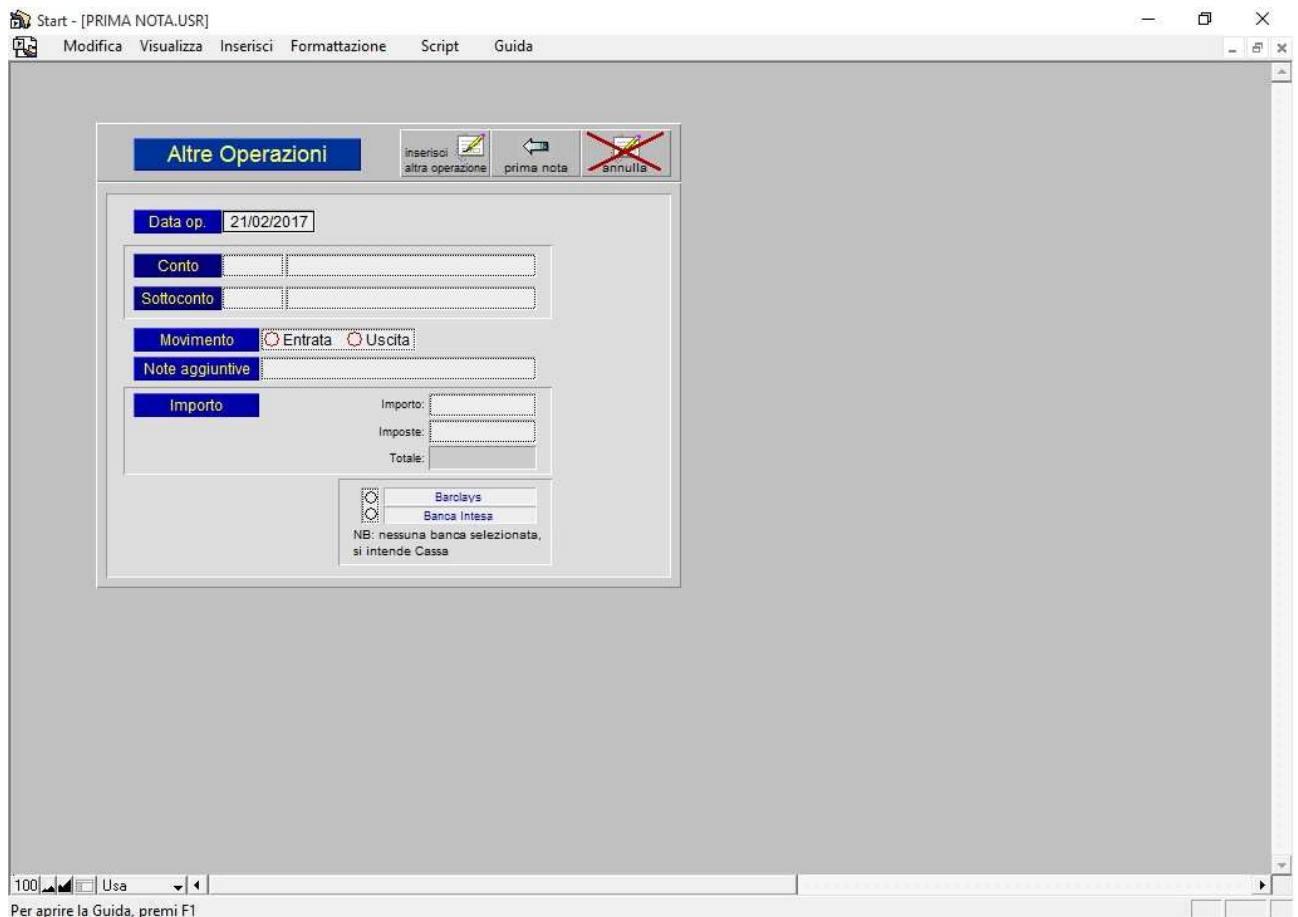 Start - [PRIMA NOTA.USR]
Modifica Visualizza Inserisci Formattazione Script Guida
Altre Operazioni
inserisci
altra operazione
prima nota
annulla
Data op. 21/02/2017
Conto
Sottoconto
Movimento Entrata Uscita
Note aggiuntive
Importo Importo:
Imposte:
Totale:
Barclays
Banca Intesa
NB: nessuna banca selezionata,
si intende Cassa
100 Usa
Per aprire la Guida, premi F1